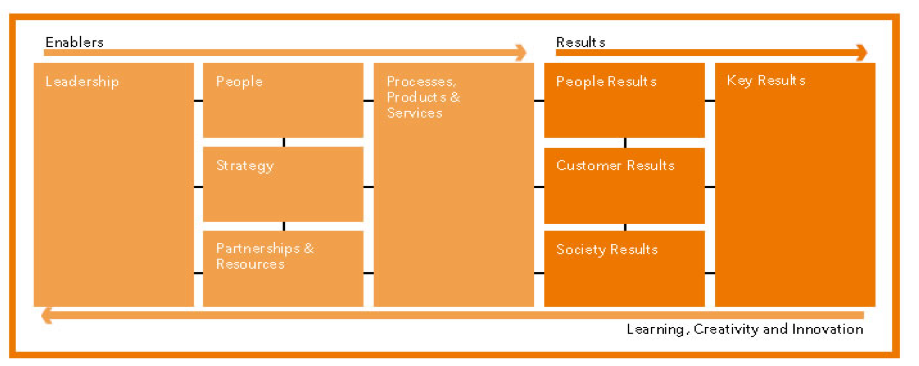 Enablers
Results
Leadership
People
Processes,
Products &
Services
People Results
Key Results
Strategy
Customer Results
Partnerships &
Resources
Society Results
Learning, Creativity and Innovation